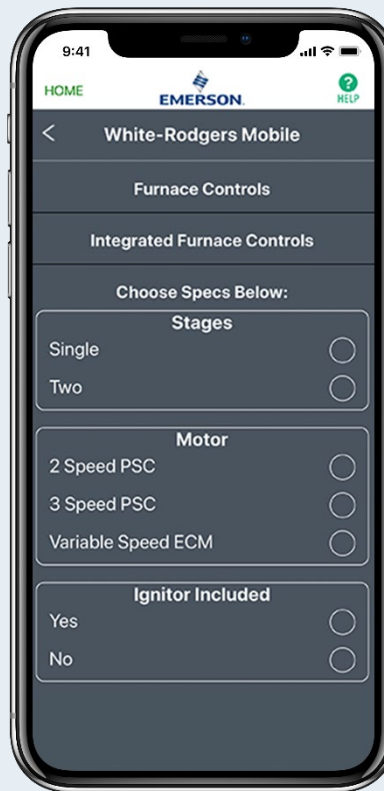 9:41
HOME
EMERSON.
?
HELP
< White-Rodgers Mobile
Furnace Controls
Integrated Furnace Controls
Choose Specs Below:
Stages
Single
Two
Motor
2 Speed PSC
3 Speed PSC
Variable Speed ECM
Ignitor Included
Yes
No